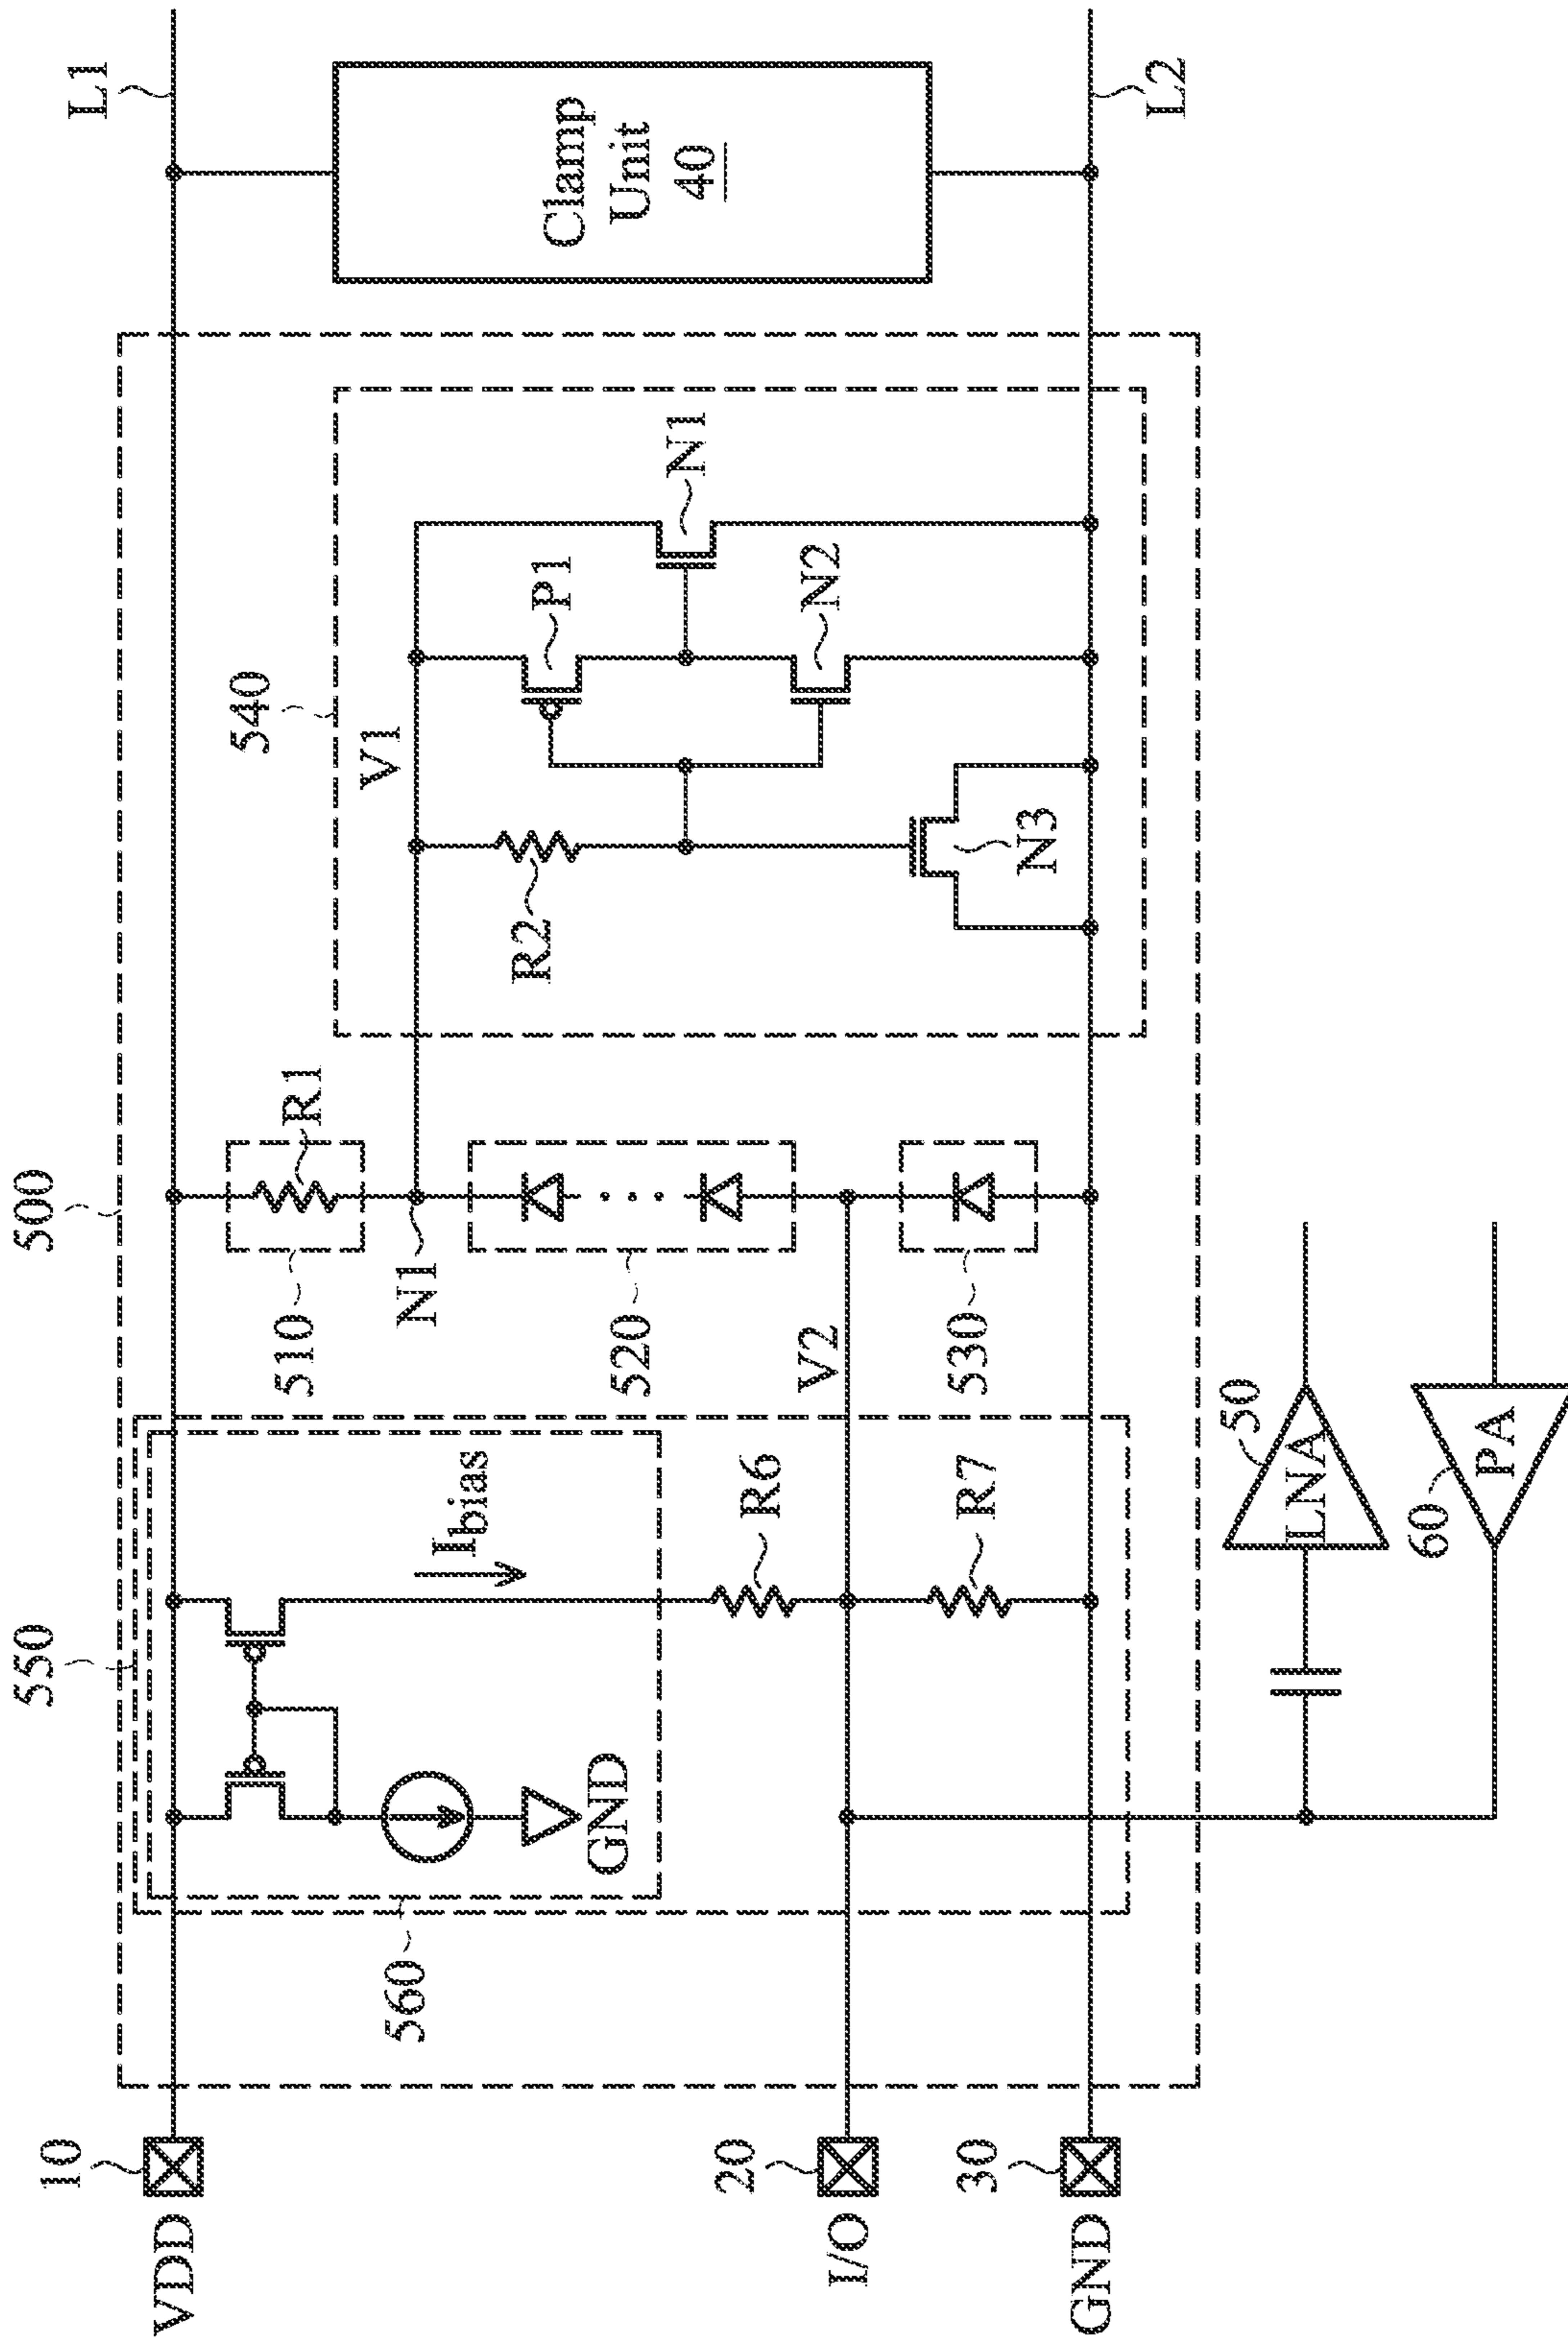 500
550
560
540
L1
VDD
10
510
R1
N1
V1
520
V2
530
Ibias
GND
R6
R7
R2
P1
N1
N2
N3
Clamp
Unit
40
I/O
20
GND
30
L2
50
LNA
60
PA